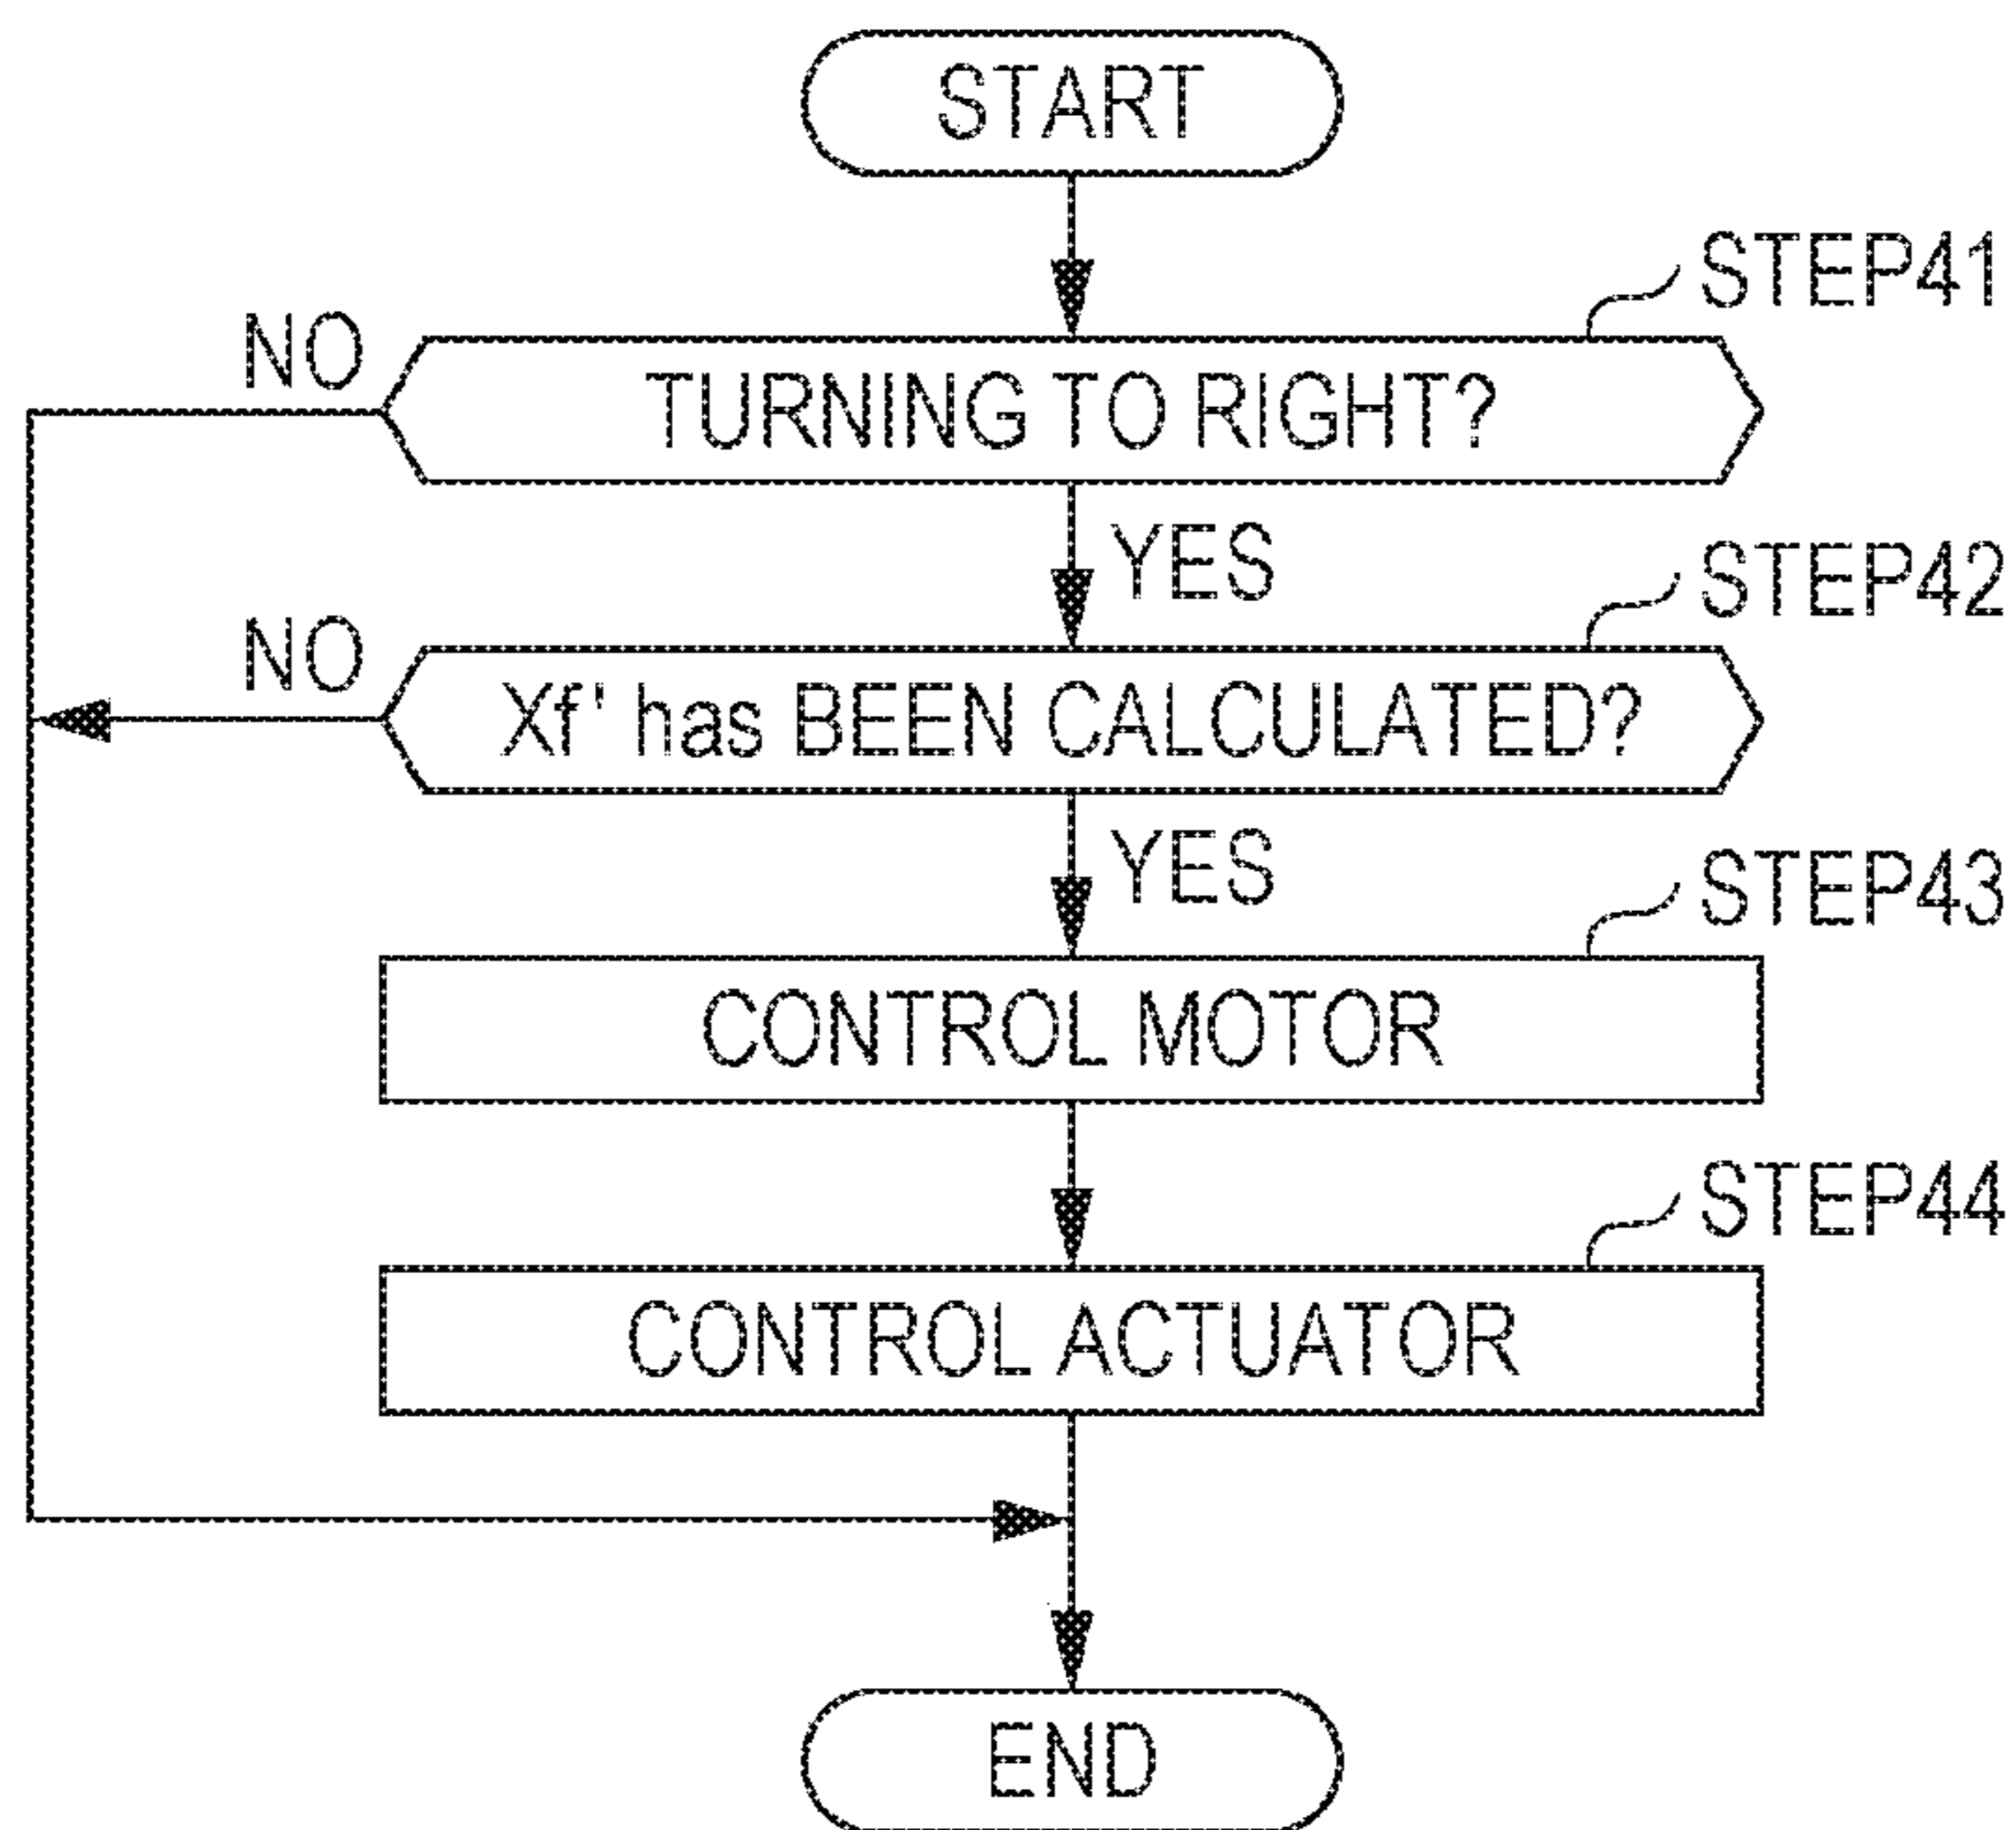 START
STEP41
NO
TURNING TO RIGHT?
YES
STEP42
NO
Xf' has BEEN CALCULATED?
YES
STEP43
CONTROL MOTOR
STEP44
CONTROL ACTUATOR
END